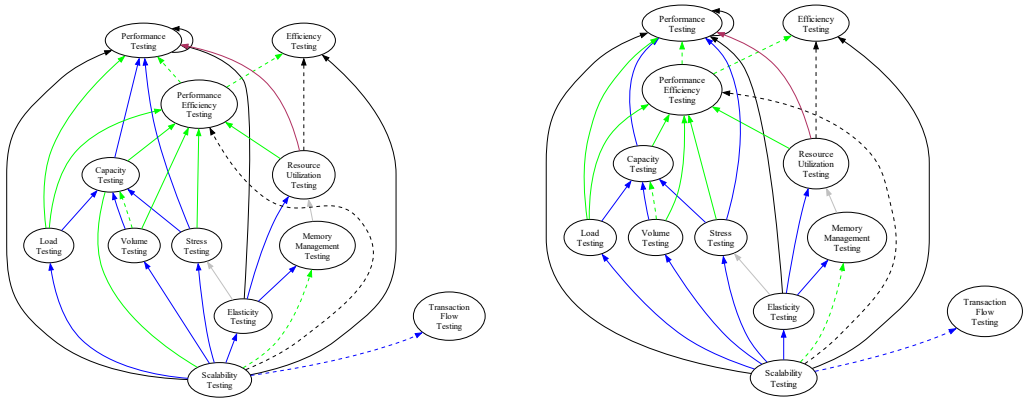 Performance
Testing
Efficiency
Testing
Performance
Efficiency
Testing
Capacity
Testing
Resource
Utilization
Testing
Load
Testing
Volume
Testing
Stress
Testing
Memory
Management
Testing
Elasticity
Testing
Transaction
Flow
Testing
Scalability
Testing
Performance
Testing
Efficiency
Testing
Performance
Efficiency
Testing
Capacity
Testing
Resource
Utilization
Testing
Load
Testing
Volume
Testing
Stress
Testing
Memory
Management
Testing
Elasticity
Testing
Transaction
Flow
Testing
Scalability
Testing